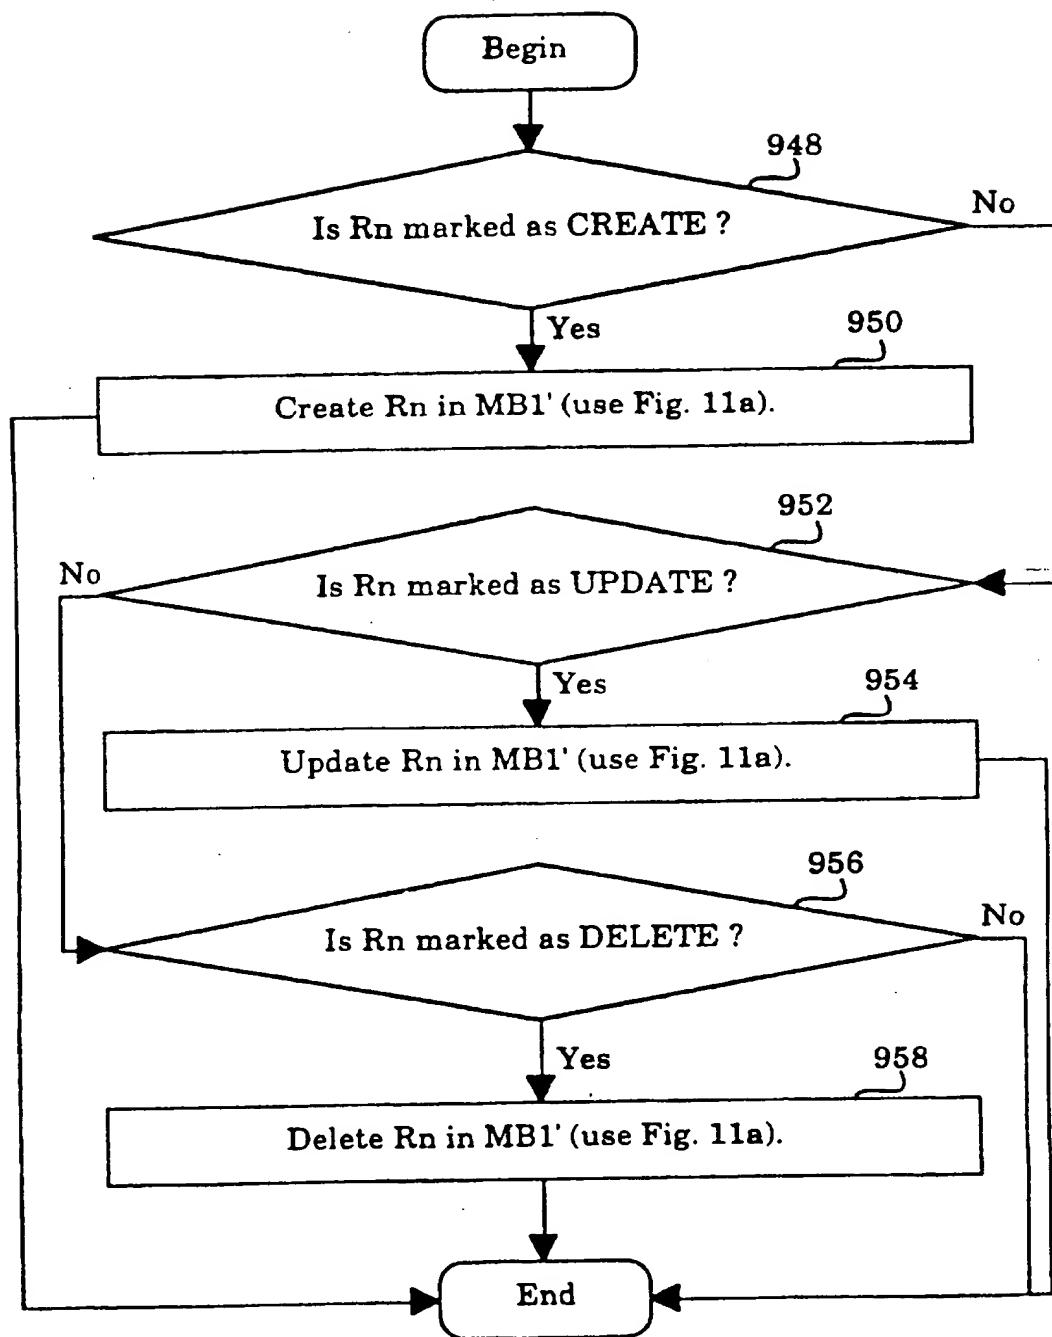 Begin
948
Is Rn marked as CREATE ?
No
Yes
950
Create Rn in MB1' (use Fig. 11a).
952
No
Is Rn marked as UPDATE ?
Yes
954
Update Rn in MB1' (use Fig. 11a).
956
Is Rn marked as DELETE ?
No
Yes
958
Delete Rn in MB1' (use Fig. 11a).
End